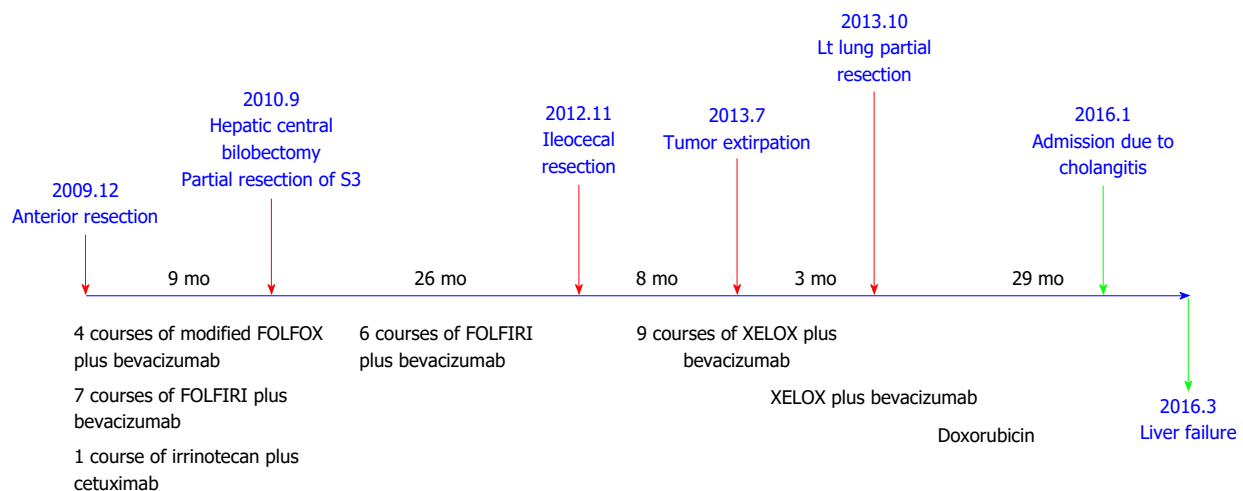 2009.12
Anterior resection
2010.9
Hepatic central
bilobectomy
Partial resection of S3
2012.11
Ileocecal
resection
2013.7
Tumor extirpation
2013.10
Lt lung partial
resection
2016.1
Admission due to
cholangitis
9 mo
26 mo
8 mo
3 mo
29 mo
4 courses of modified FOLFOX
plus bevacizumab
7 courses of FOLFIRI plus
bevacizumab
1 course of irrinotecan plus
cetuximab
6 courses of FOLFIRI
plus bevacizumab
9 courses of XELOX plus
bevacizumab
XELOX plus bevacizumab
Doxorubicin
2016.3
Liver failure